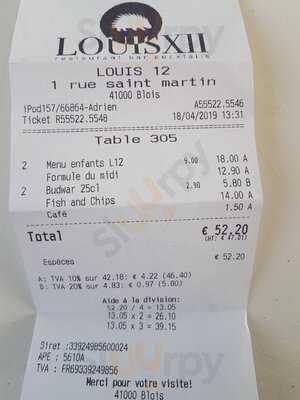 LOUISXII
restaurant bar cocktails
LOUIS 12
1 rue saint martin
41000 Blois
iPod157/66864-Adrien A55522.5546
Ticket R55522.5548 18/04/2019 13:31
Table 305
2 Menu enfants L12 9.00 18.00 A
Formule du midi 12.90 A
2 Budwar 25cl 2.90 5.80 B
Fish and Chips 14.00 A
Café 1.50 A
Total € 52.20
(HT: € 47.01)
Espèces € 52.20
A: TVA 10% sur 42.18: € 4.22 (46.40)
B: TVA 20% sur 4.83: € 0.97 (5.80)
Aide à la division:
52.20 / 4 = 13.05
13.05 x 2 = 26.10
13.05 x 3 = 39.15
Siret :33924985600024
APE : 5610A
TVA : FR69339249856
Merci pour votre visite!
41000 Blois
sluurpy